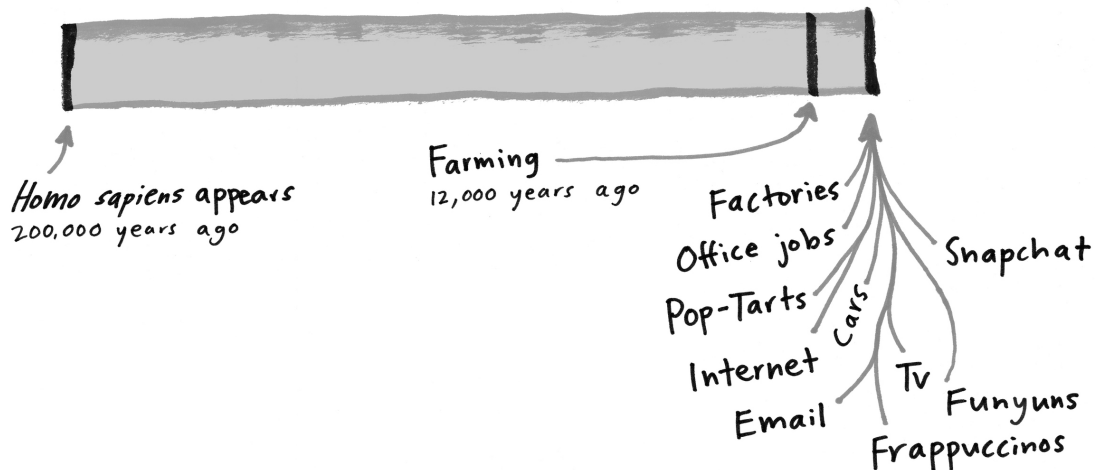 Homo sapiens appears
200,000 years ago
Farming
12,000 years ago
Factories
Office jobs
Pop-Tarts
Internet
Cars
Email
Frappuccinos
Tv
Funyuns
Snapchat